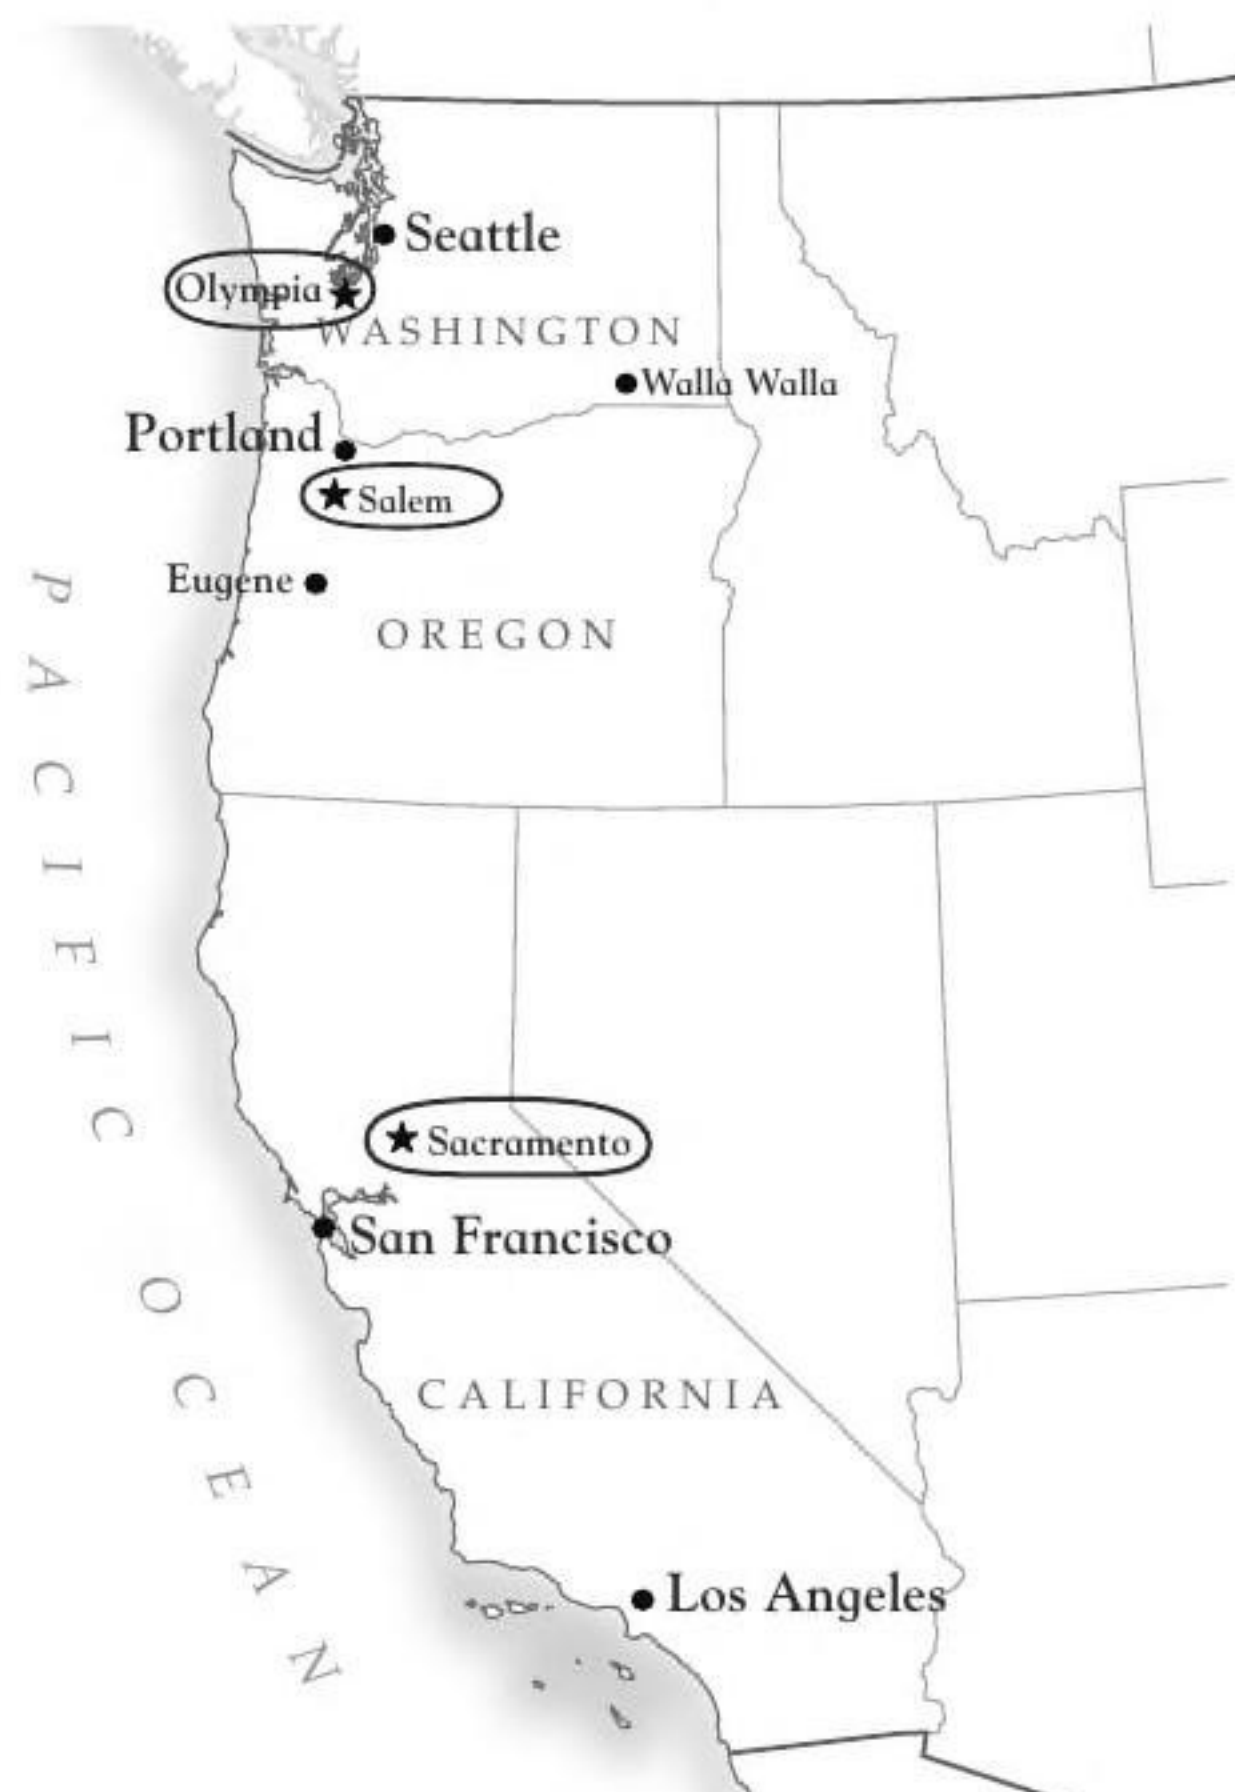 Seattle
Olympia
WASHINGTON
Walla Walla
Portland
Salem
Eugene
OREGON
PACIFIC OCEAN
Sacramento
San Francisco
CALIFORNIA
Los Angeles